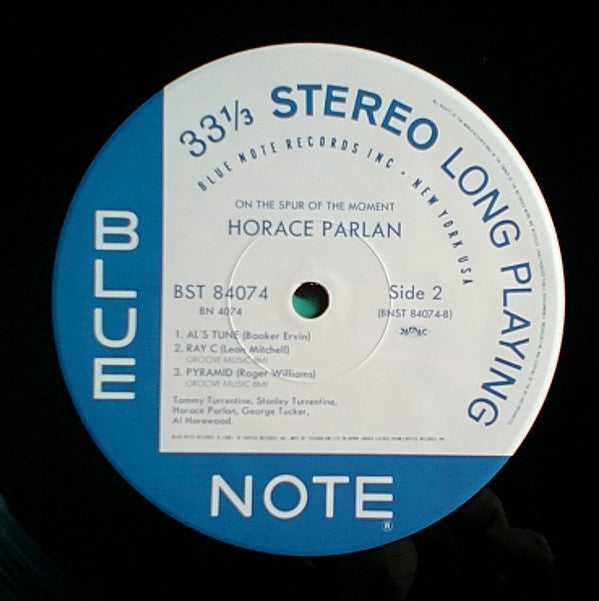 33⅓ STEREO LONG PLAYING
BLUE NOTE RECORDS INC • NEW YORK USA
ON THE SPUR OF THE MOMENT
HORACE PARLAN
BST 84074
BN 4074
Side 2
(BNST 84074-B)
1. AL'S TUNE (Booker Ervin)
2. RAY C (Leon Mitchell)
GROOVE MUSIC-BMI
3. PYRAMID (Roger Williams)
GROOVE MUSIC-BMI
Tommy Turrentine, Stanley Turrentine,
Horace Parlan, George Tucker,
Al Harewood.
BLUE
NOTE
®